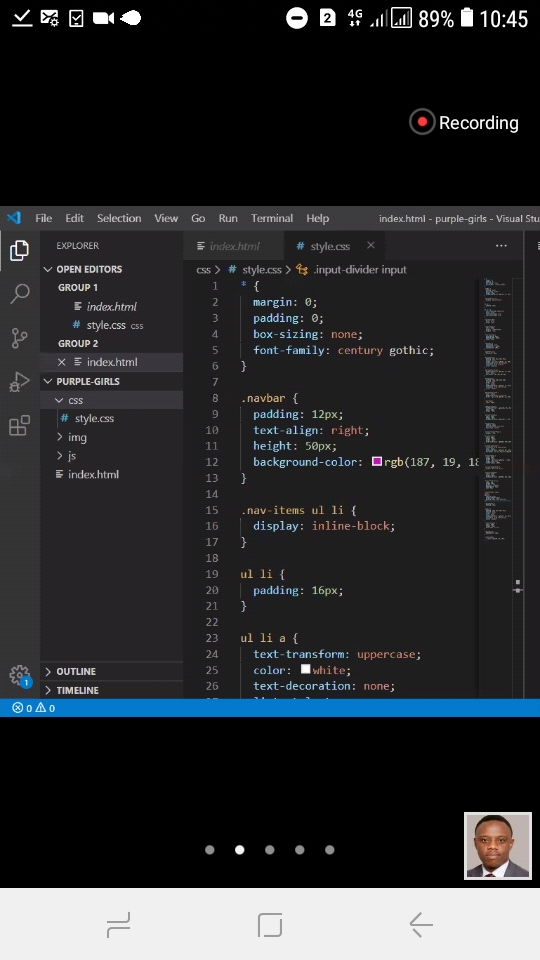 2 4G 89% 10:45
Recording
File Edit Selection View Go Run Terminal Help index.html - purple-girls - Visual Stu
EXPLORER
index.html # style.css ×
OPEN EDITORS
css > # style.css > .input-divider input
GROUP 1
index.html
# style.css css
GROUP 2
× index.html
PURPLE-GIRLS
css
# style.css
img
js
index.html
OUTLINE
TIMELINE
1 * {
2 margin: 0;
3 padding: 0;
4 box-sizing: none;
5 font-family: century gothic;
6 }
7
8 .navbar {
9 padding: 12px;
10 text-align: right;
11 height: 50px;
12 background-color: rgb(187, 19, 18
13 }
14
15 .nav-items ul li {
16 display: inline-block;
17 }
18
19 ul li {
20 padding: 16px;
21 }
22
23 ul li a {
24 text-transform: uppercase;
25 color: white;
26 text-decoration: none;
1
0 0